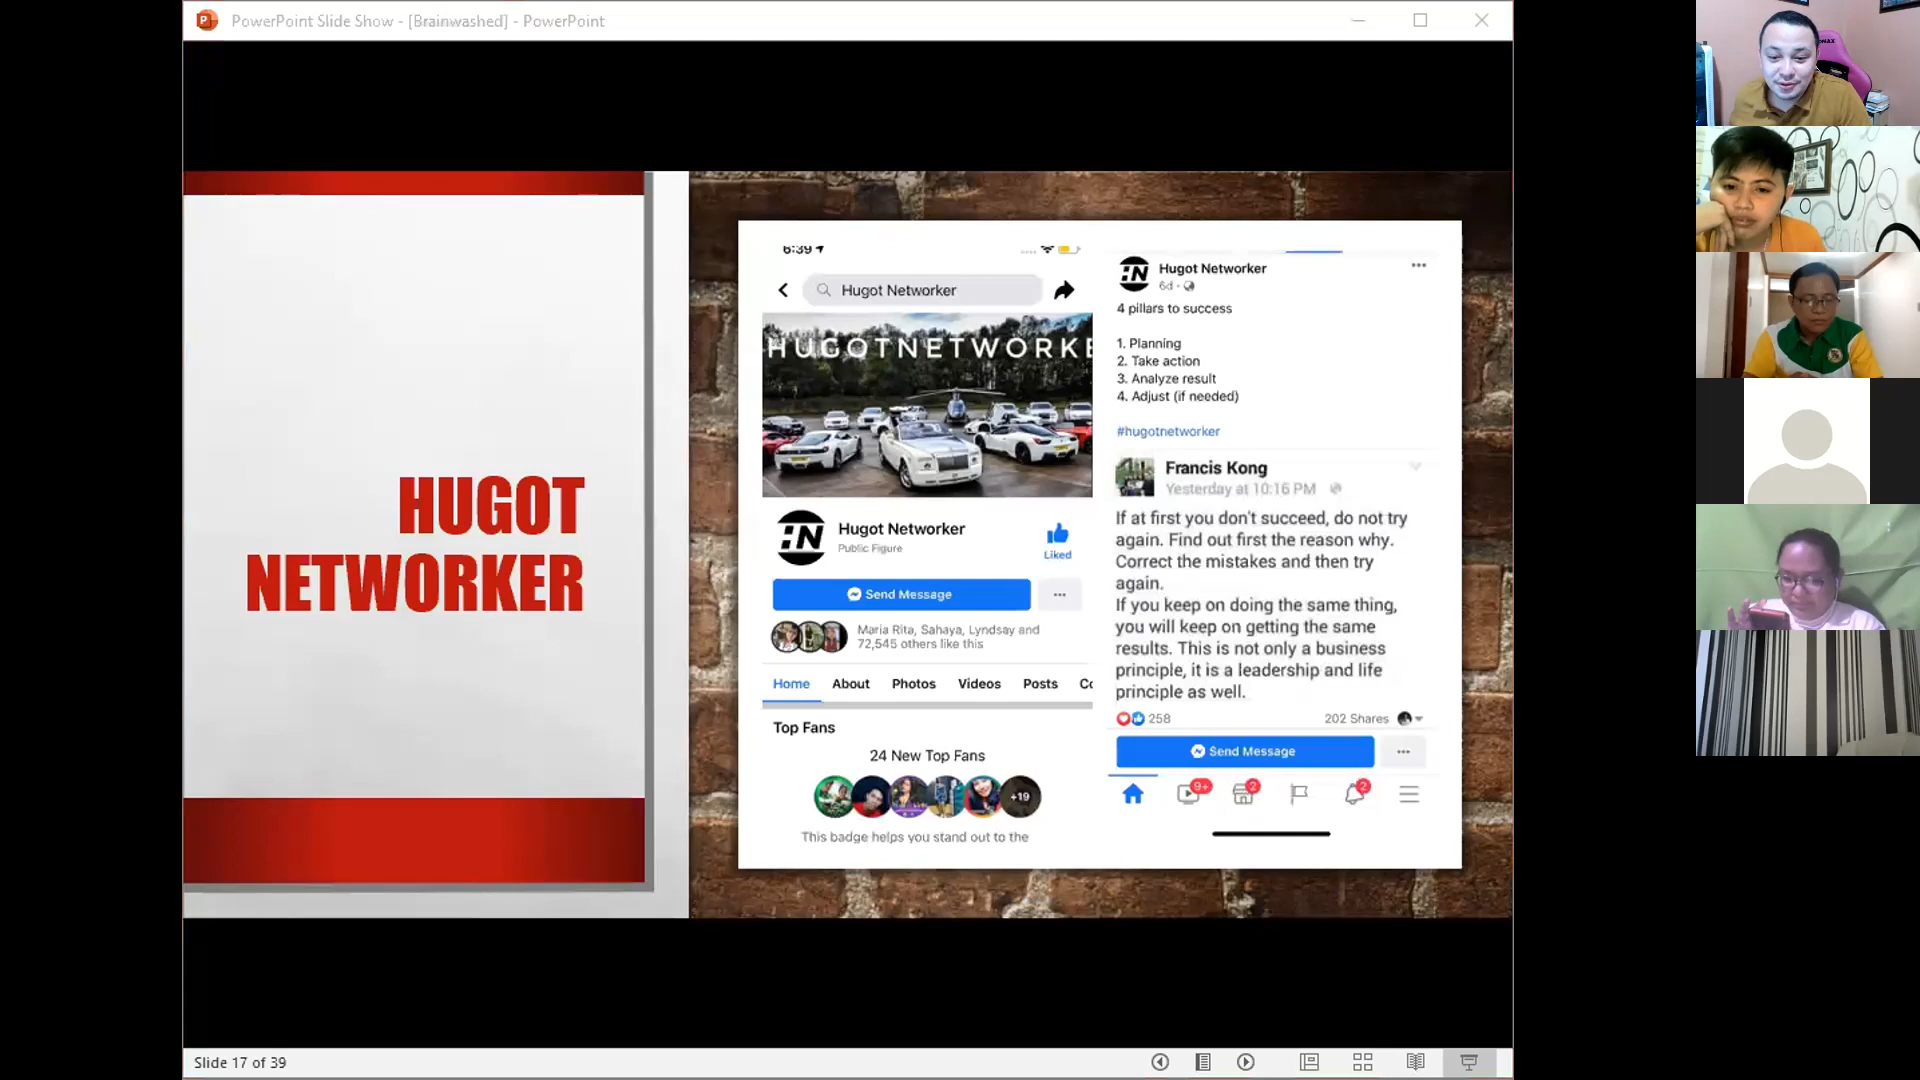 PowerPoint Slide Show - [Brainwashed] - PowerPoint
HUGOT
NETWORKER
6:39
Hugot Networker
HUGOTNETWORKE
Hugot Networker
Public Figure
Liked
Send Message
Maria Rita, Sahaya, Lyndsay and
72,545 others like this
Home About Photos Videos Posts Co
Top Fans
24 New Top Fans
+19
This badge helps you stand out to the
Hugot Networker
6d
4 pillars to success
1. Planning
2. Take action
3. Analyze result
4. Adjust (if needed)
#hugotnetworker
Francis Kong
Yesterday at 10:16 PM
If at first you don't succeed, do not try
again. Find out first the reason why.
Correct the mistakes and then try
again.
If you keep on doing the same thing,
you will keep on getting the same
results. This is not only a business
principle, it is a leadership and life
principle as well.
258 202 Shares
Send Message
9+ 2 2
Slide 17 of 39